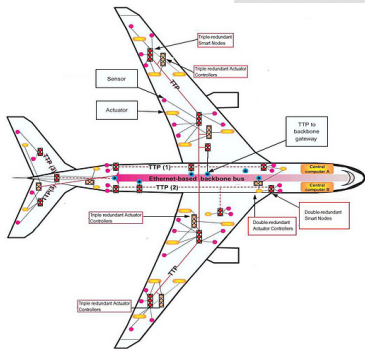 Triple-redundant
Smart Nodes
Triple-redundant Actuator
Controllers
Sensor
Actuator
TTP
TTP to
backbone
gateway
TTP (1)
Ethernet-based backbone bus
TTP (2)
Central
computer A
Central
computer B
Triple redundant Actuator
Controllers
Double-redundant
Actuator Controllers
Double-redundant
Smart Nodes
TTP
Triple redundant Actuator
Controllers